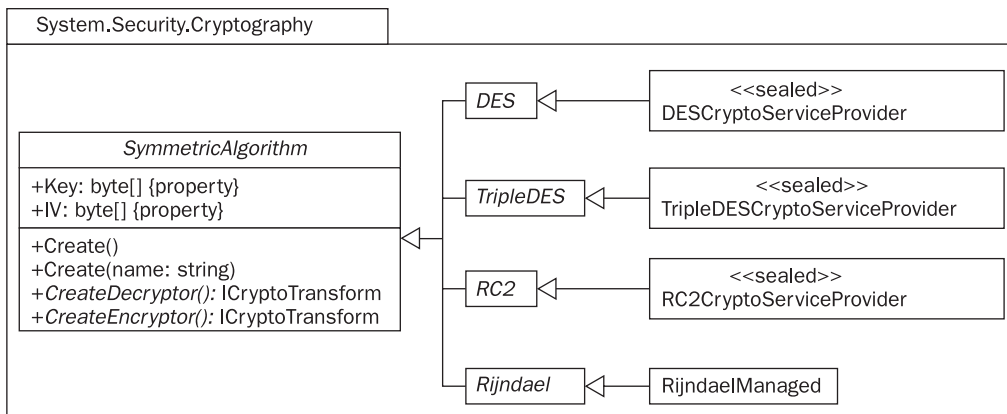 System.Security.Cryptography
SymmetricAlgorithm
+Key: byte[] {property}
+IV: byte[] {property}
+Create()
+Create(name: string)
+CreateDecryptor(): ICryptoTransform
+CreateEncryptor(): ICryptoTransform
DES
<<sealed>>
DESCryptoServiceProvider
TripleDES
<<sealed>>
TripleDESCryptoServiceProvider
RC2
<<sealed>>
RC2CryptoServiceProvider
Rijndael
RijndaelManaged